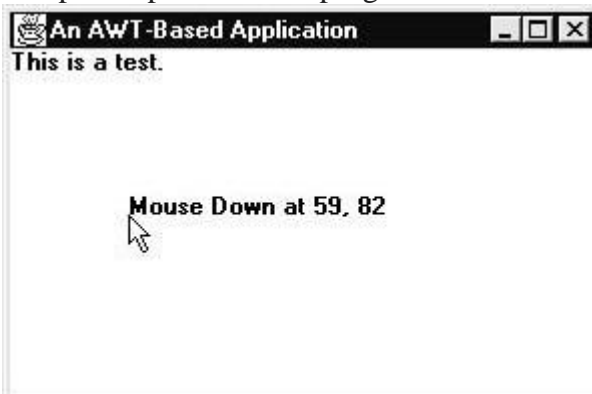 An AWT-Based Application
This is a test.
Mouse Down at 59, 82